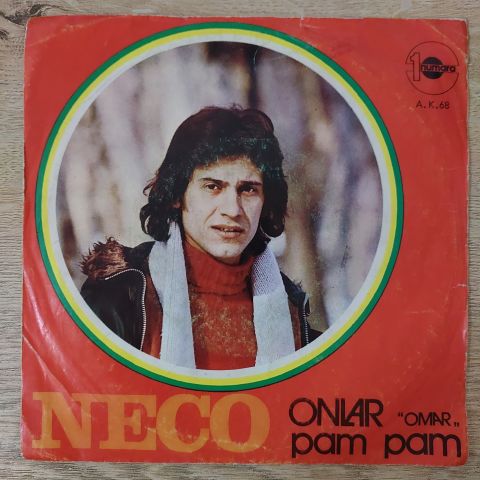 1
numara
A.K.68
NECO
ONLAR "OMAR„
pam pam